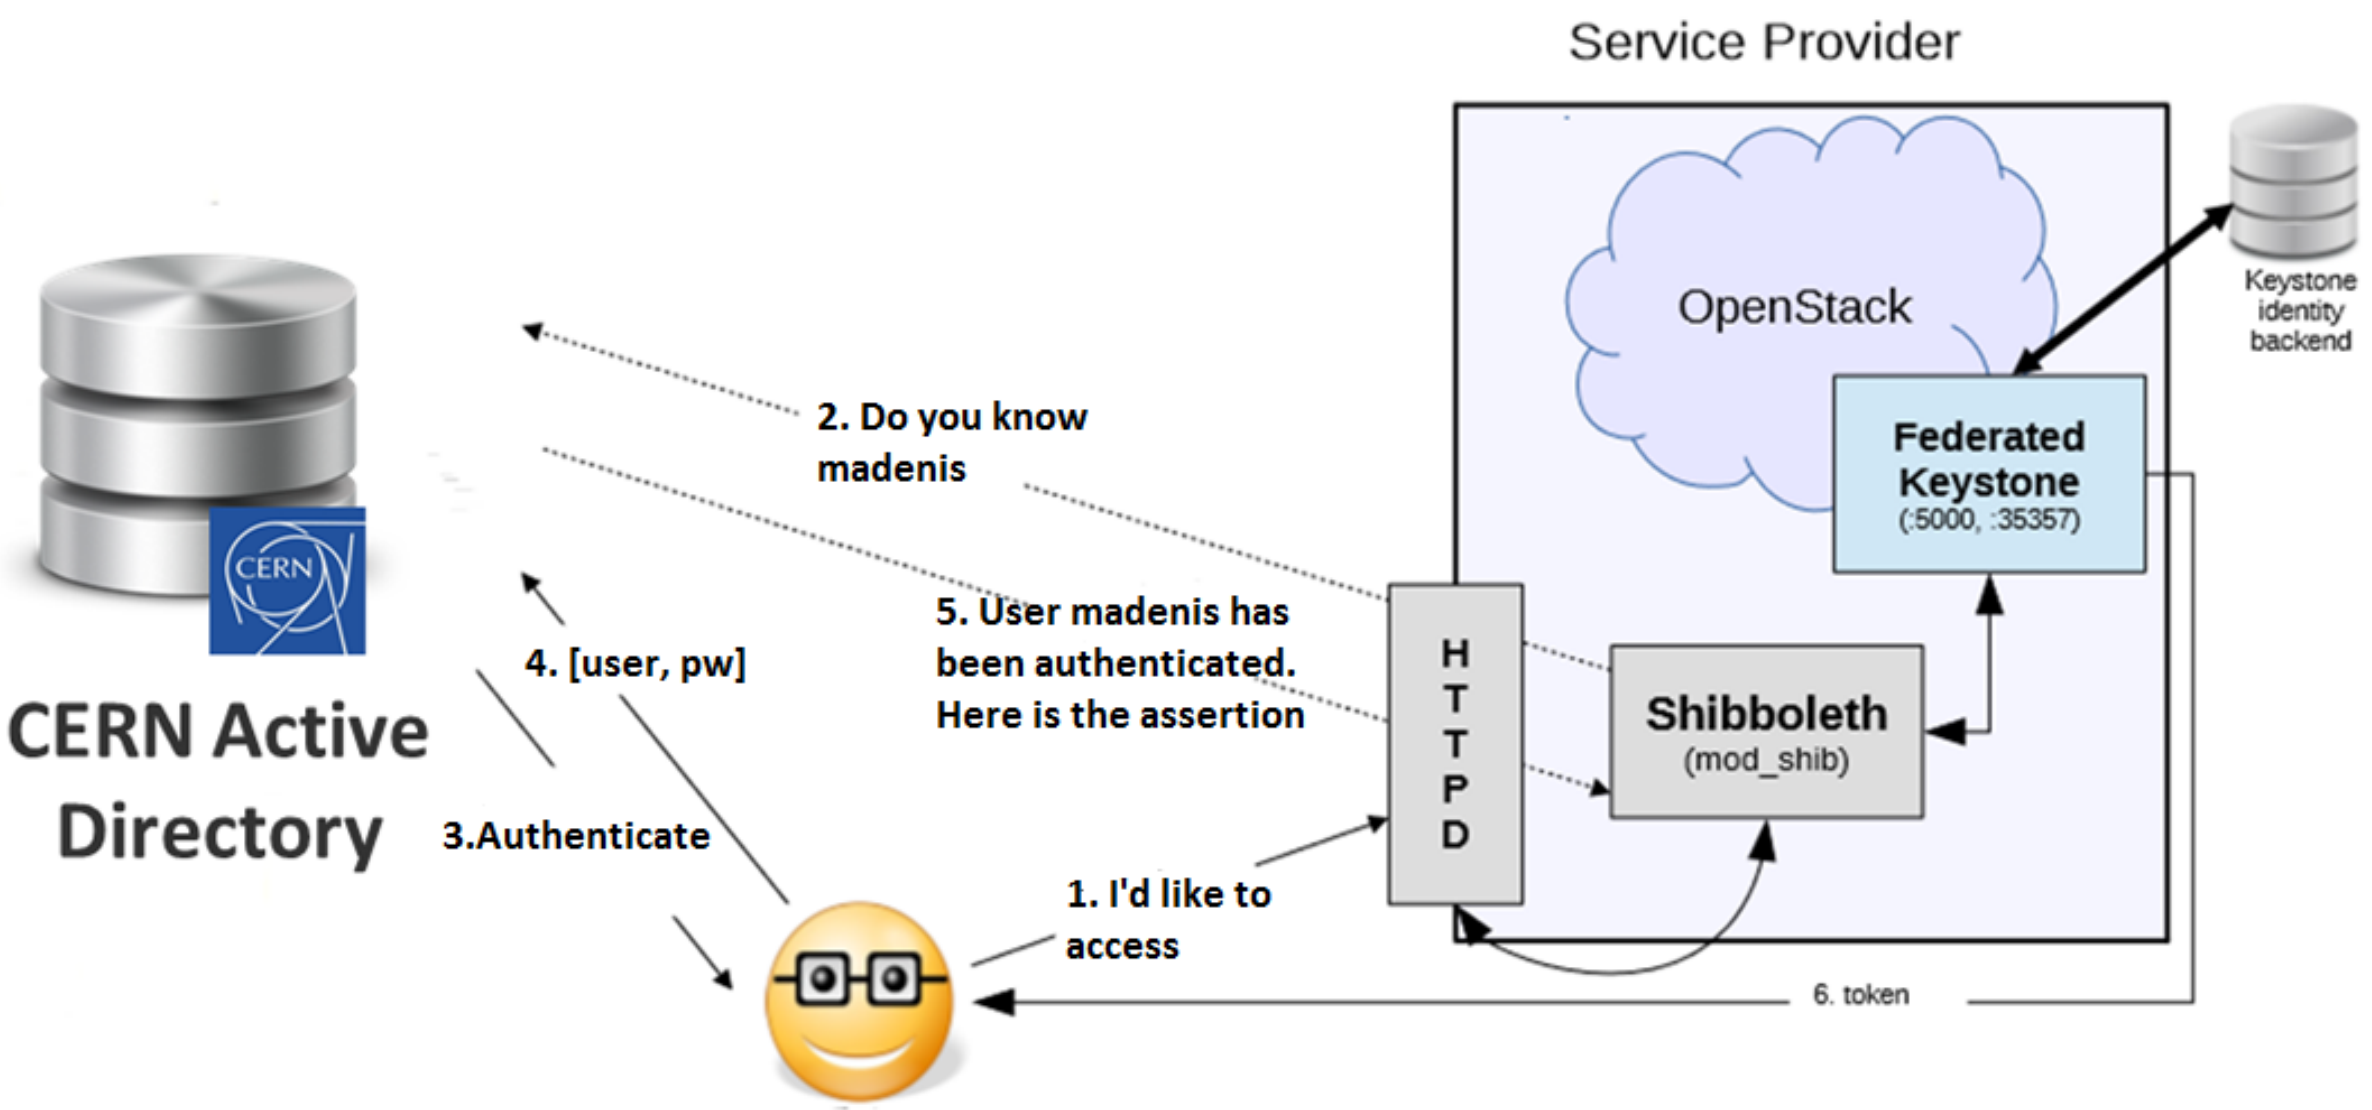 Service Provider
OpenStack
Keystone
identity
backend
Federated
Keystone
(:5000, :35357)
2. Do you know
madenis
CERN
H
T
T
P
D
5. User madenis has
been authenticated.
Here is the assertion
4. [user, pw]
Shibboleth
(mod_shib)
CERN Active
Directory
3.Authenticate
1. I'd like to
access
6. token